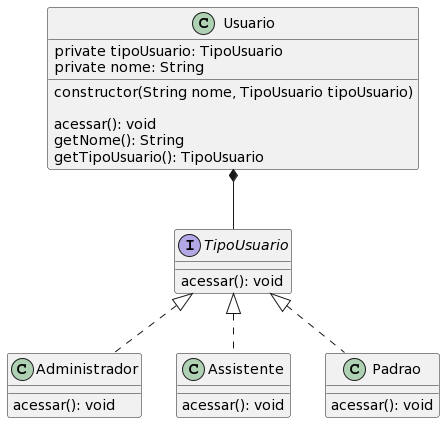 C Usuario
private tipoUsuario: TipoUsuario
private nome: String
constructor(String nome, TipoUsuario tipoUsuario)
acessar(): void
getNome(): String
getTipoUsuario(): TipoUsuario
I TipoUsuario
acessar(): void
C Administrador
acessar(): void
C Assistente
acessar(): void
C Padrao
acessar(): void